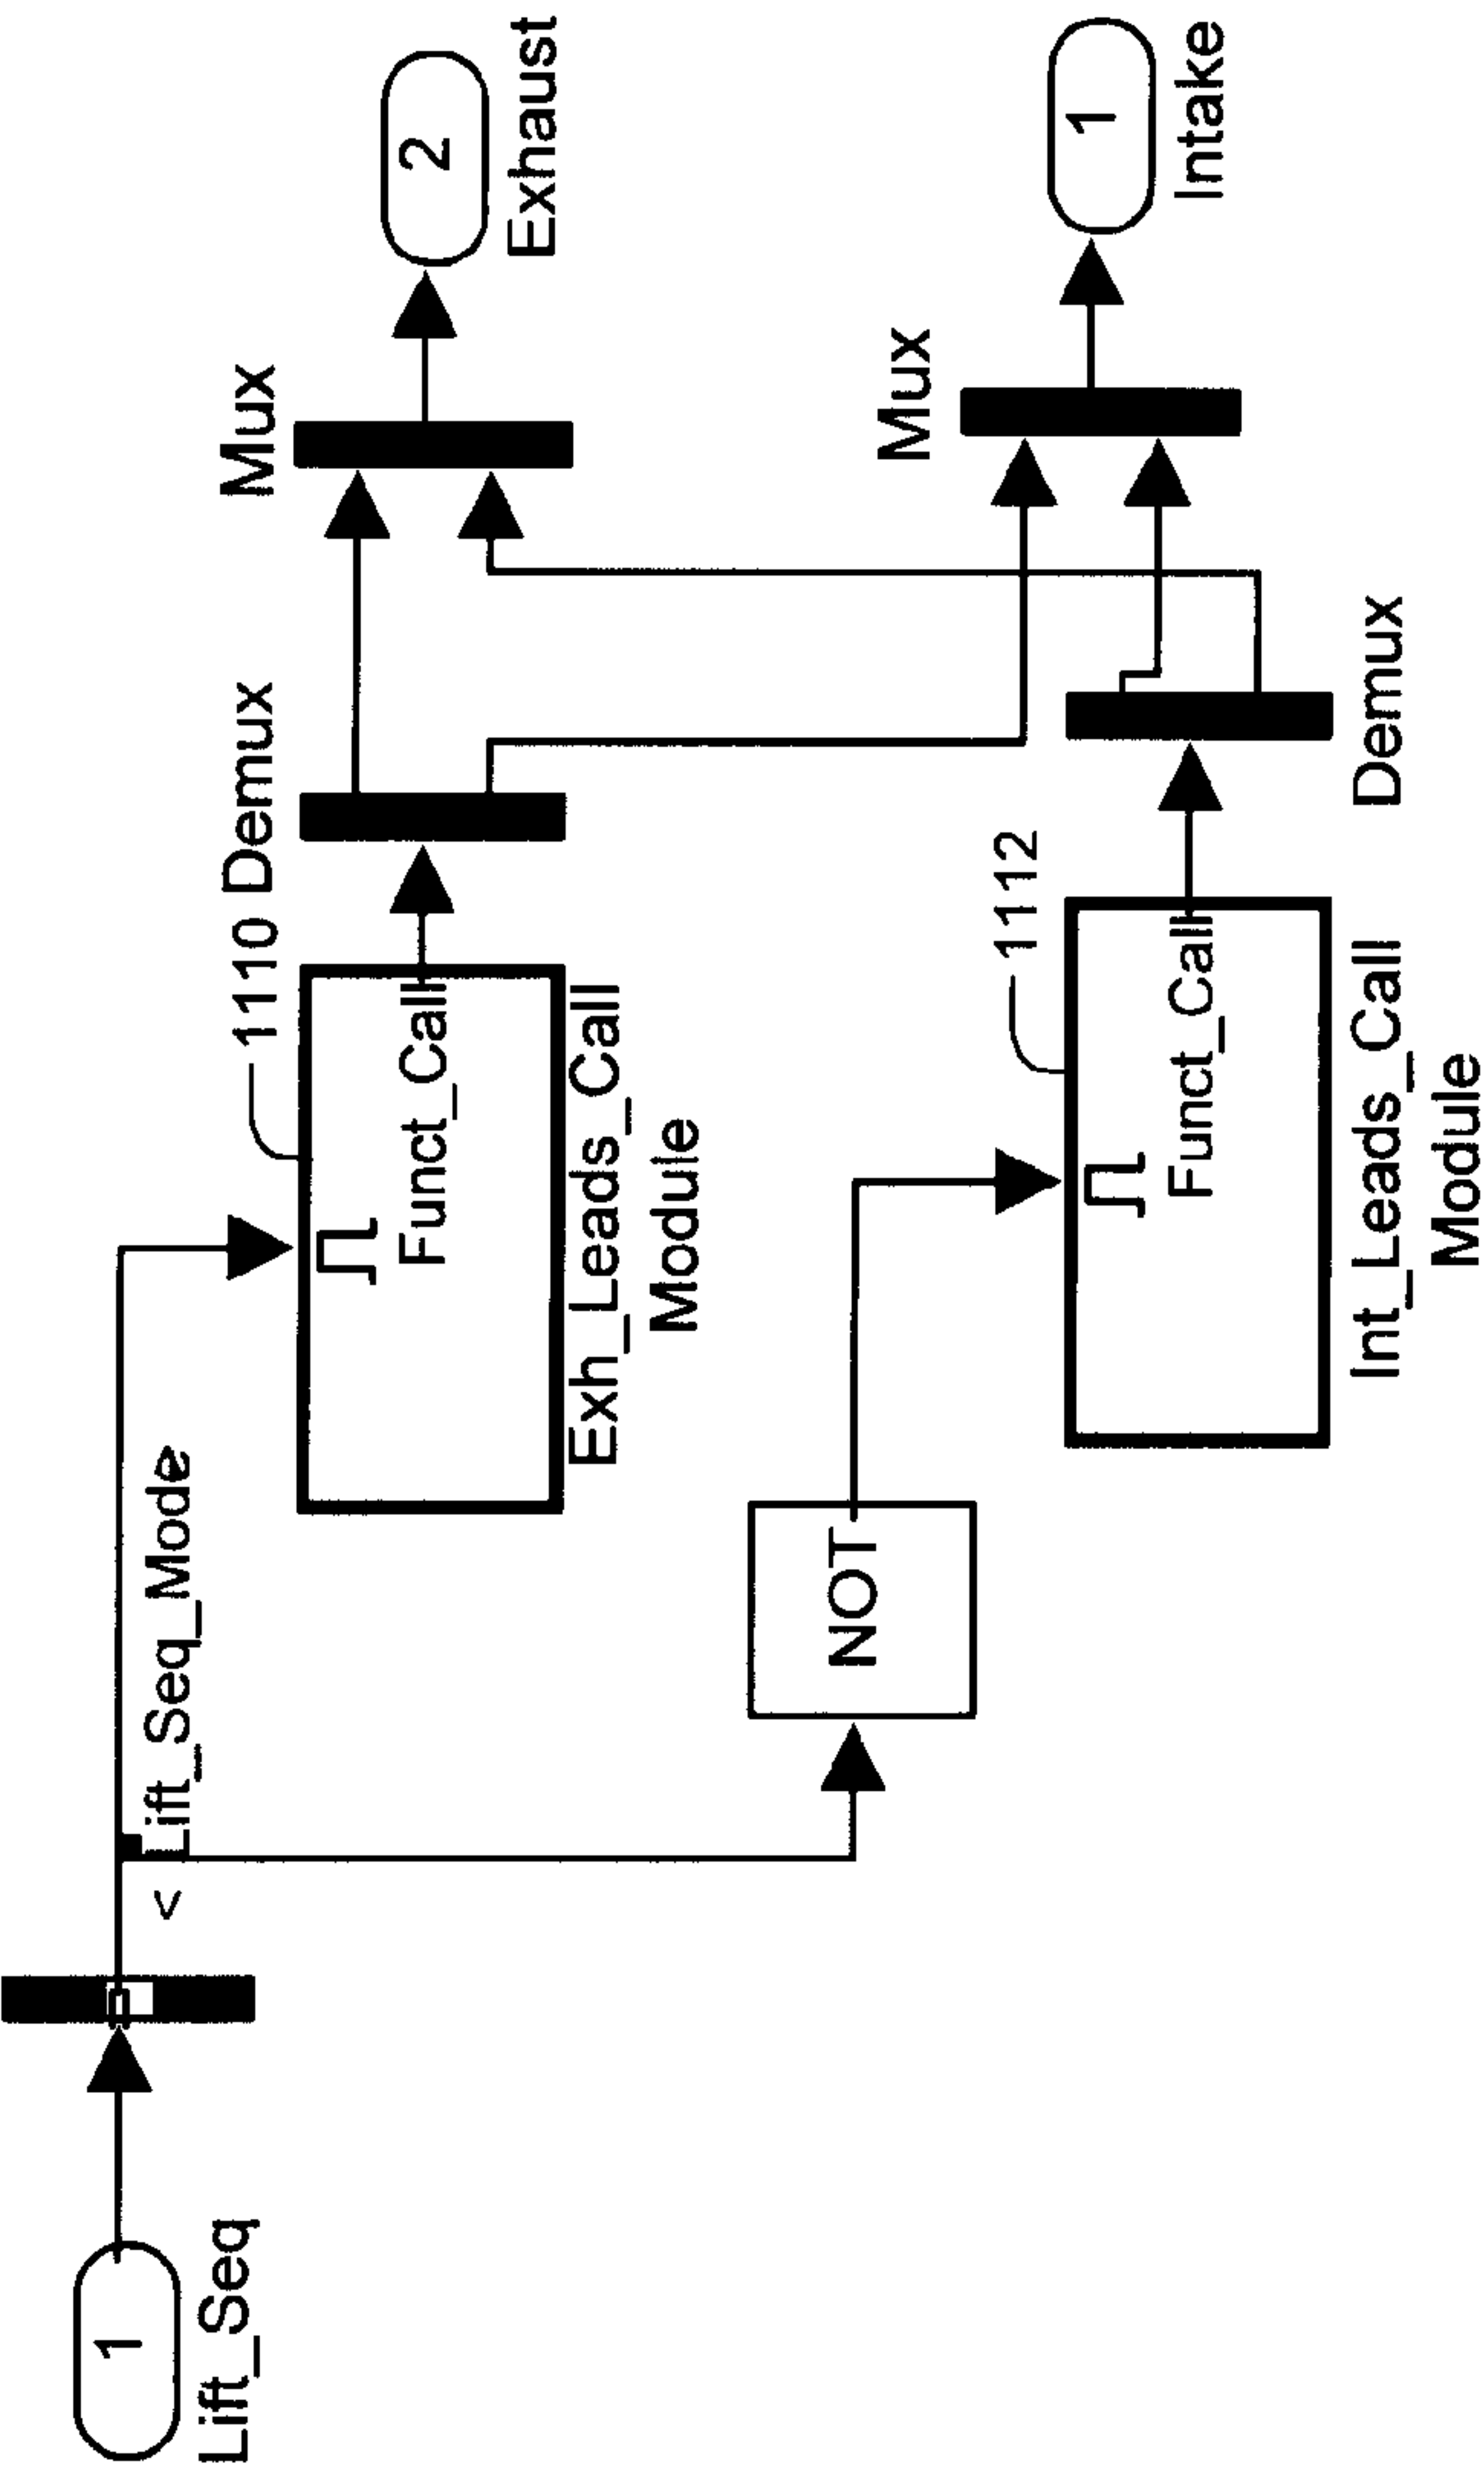 1
Lift_Seq
<Lift_Seq_Mode>
NOT
1110
Funct_Call
Exh_Leads_Call
Module
1112
Funct_Call
Int_Leads_Call
Module
Demux
Demux
Mux
Mux
2
Exhaust
1
Intake